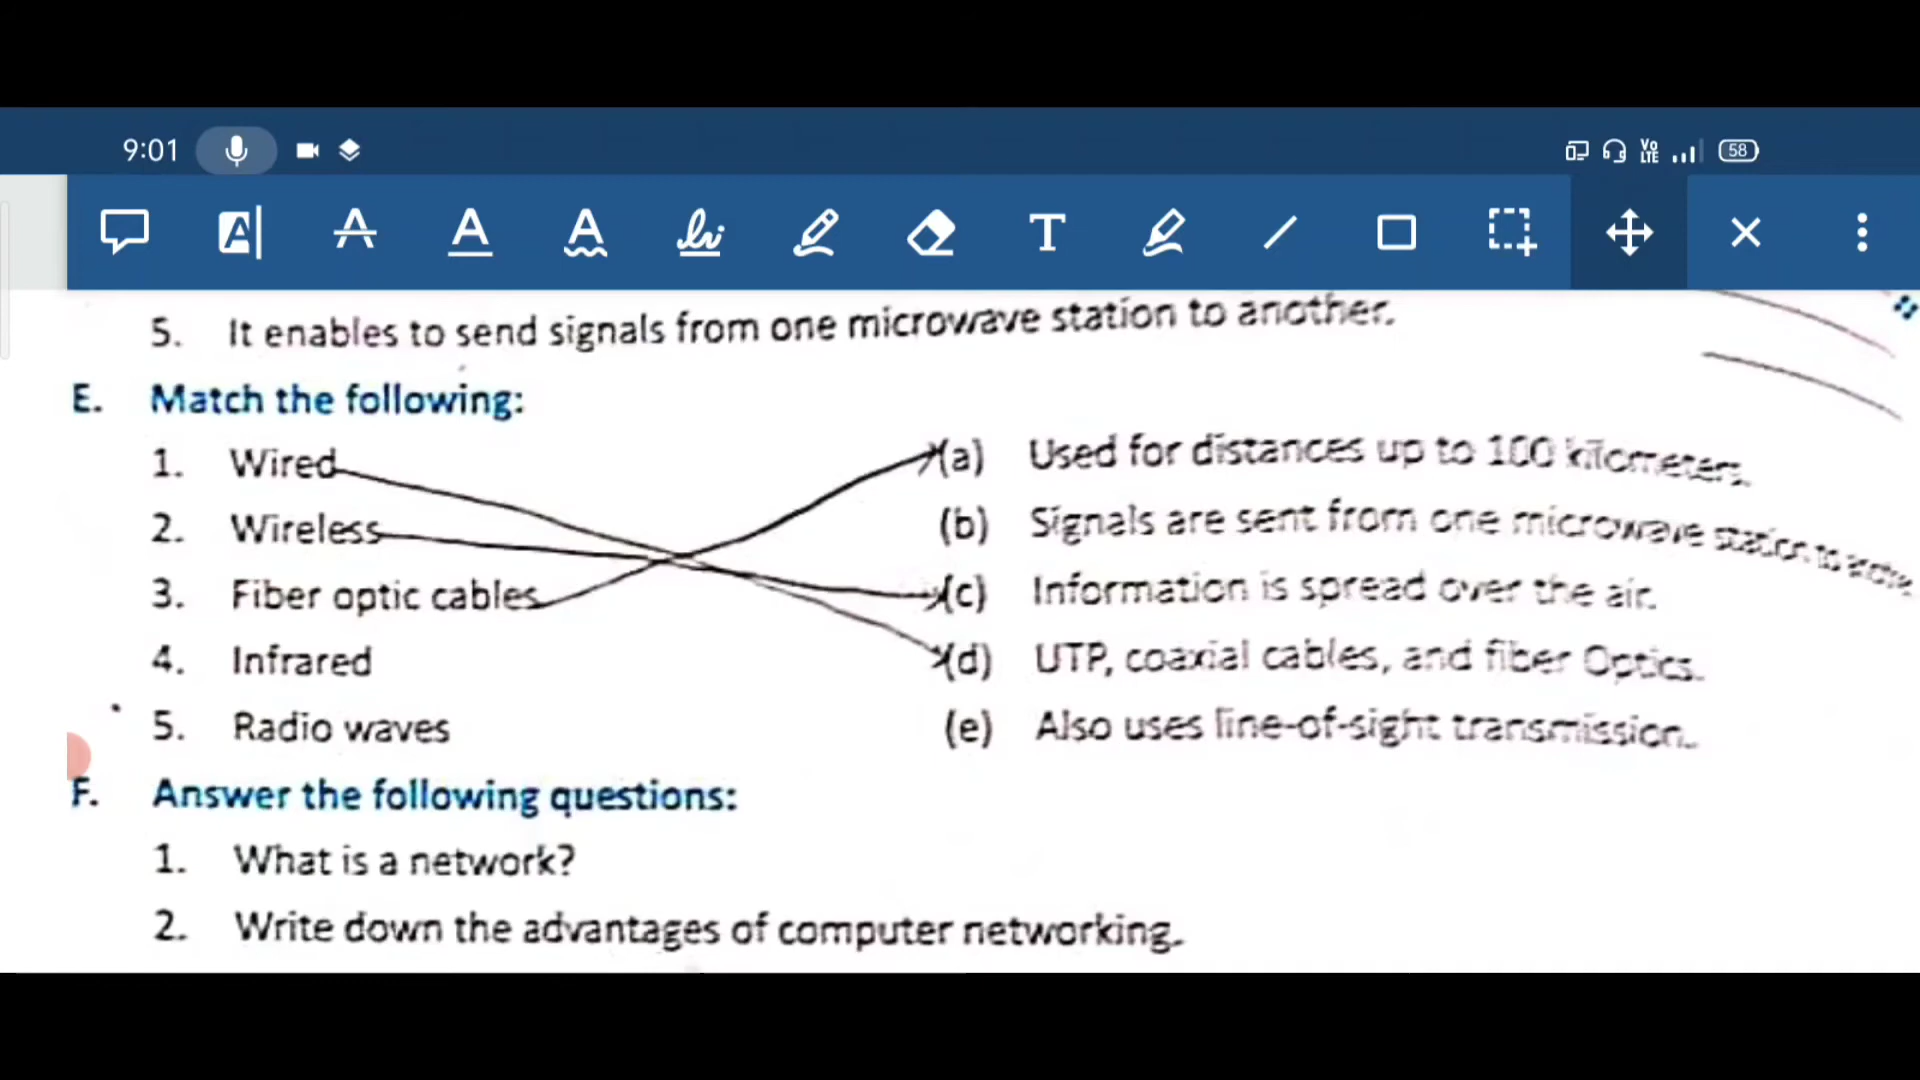 9:01
Vo LTE
58
5. It enables to send signals from one microwave station to another.
E. Match the following:
1. Wired
(a) Used for distances up to 100 kilometers.
2. Wireless
(b) Signals are sent from one microwave station to
3. Fiber optic cables
(c) Information is spread over the air.
4. Infrared
(d) UTP, coaxial cables, and fiber Optics.
5. Radio waves
(e) Also uses line-of-sight transmission.
F. Answer the following questions:
1. What is a network?
2. Write down the advantages of computer networking.